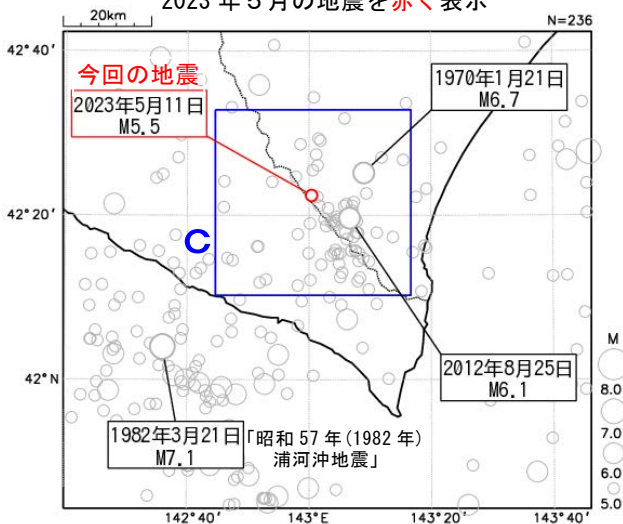 2023年5月の地震を赤く表示
20km
N=236
42°40′
今回の地震
2023年5月11日
M5.5
1970年1月21日
M6.7
42°20′
C
2012年8月25日
M6.1
42°N
1982年3月21日
M7.1
「昭和 57 年(1982 年)
浦河沖地震」
M
8.0
7.0
6.0
5.0
142°40′
143°E
143°20′
143°40′